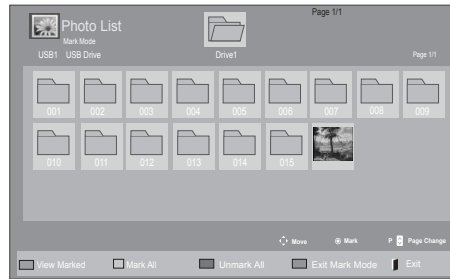 Page 1/1
Photo List
Mark Mode
USB1 USB Drive Drive1 Page 1/1
001 002 003 004 005 006 007 008 009
010 011 012 013 014 015
Move Mark P Page Change
View Marked Mark All Unmark All Exit Mark Mode Exit